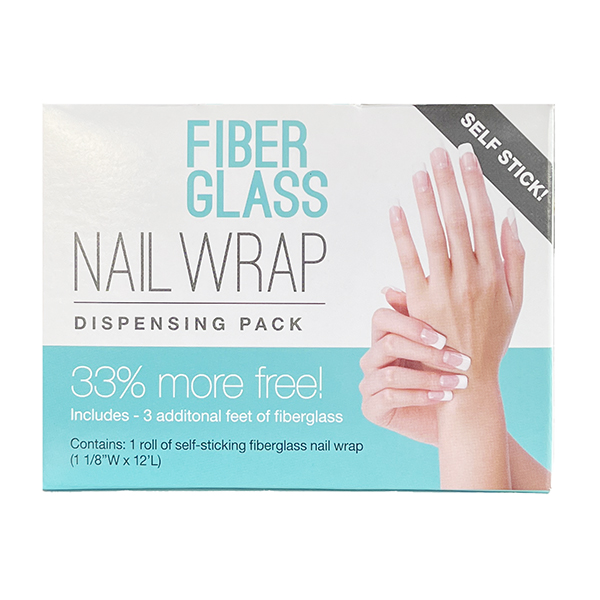 FIBER
GLASS
NAIL WRAP
DISPENSING PACK
SELF STICK!
33% more free!
Includes - 3 additonal feet of fiberglass
Contains: 1 roll of self-sticking fiberglass nail wrap
(1 1/8"W x 12'L)